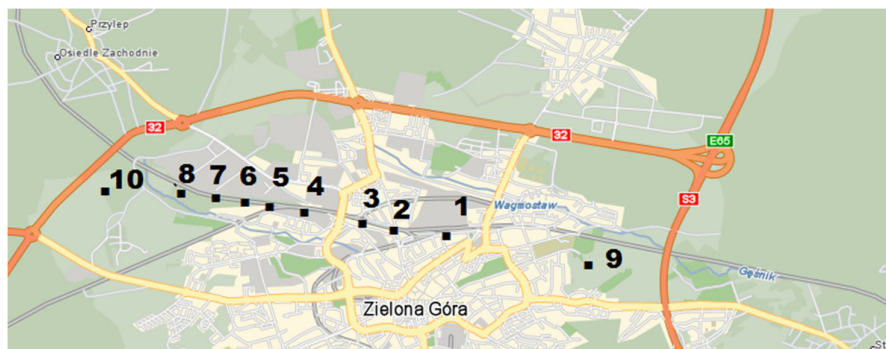 Przylep
Osiedle Zachodnie
32
32
E65
10
8
7
6
5
4
3
2
1
Wagmostaw
S3
9
Gęśnik
Zielona Góra
St